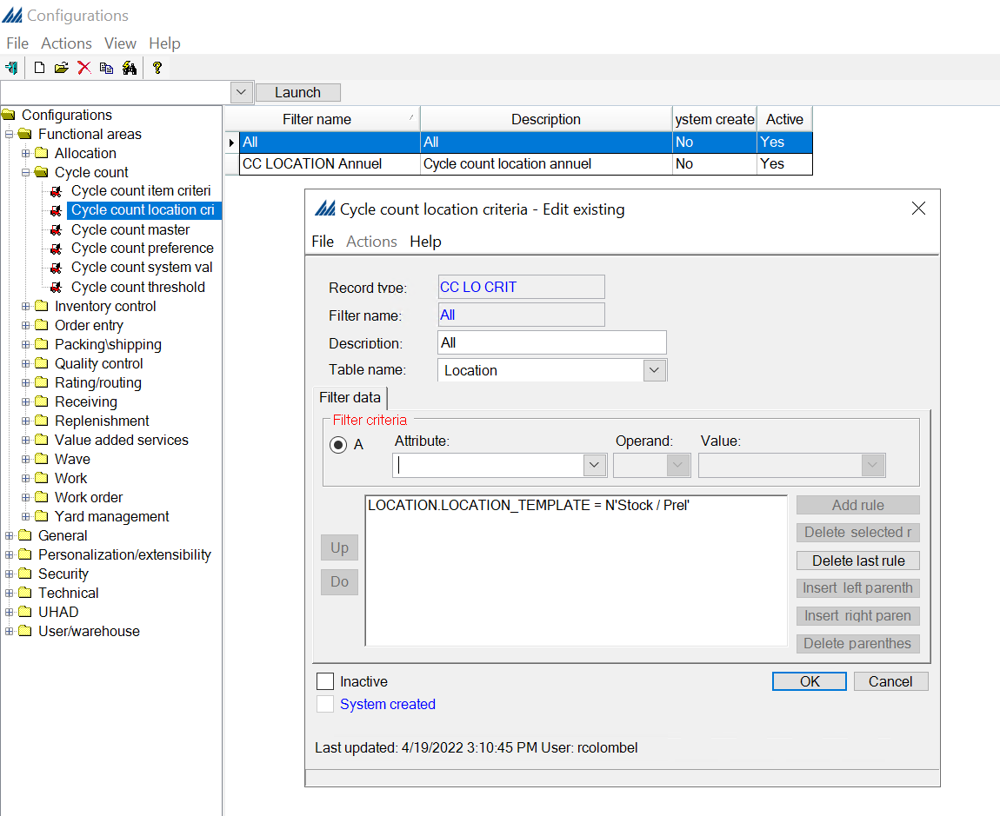 Configurations
File Actions View Help
Launch
Configurations
Functional areas
Allocation
Cycle count
Cycle count item criteri
Cycle count location cri
Cycle count master
Cycle count preference
Cycle count system val
Cycle count threshold
Inventory control
Order entry
Packing\shipping
Quality control
Rating/routing
Receiving
Replenishment
Value added services
Wave
Work
Work order
Yard management
General
Personalization/extensibility
Security
Technical
UHAD
User/warehouse
Filter name Description ystem create Active
All All No Yes
CC LOCATION Annuel Cycle count location annuel No Yes
Cycle count location criteria - Edit existing
File Actions Help
Record type: CC LO CRIT
Filter name: All
Description: All
Table name: Location
Filter data
Filter criteria
A Attribute: Operand: Value:
LOCATION.LOCATION_TEMPLATE = N'Stock / Prel'
Up
Do
Add rule
Delete selected r
Delete last rule
Insert left parenth
Insert right paren
Delete parenthes
Inactive
System created
OK Cancel
Last updated: 4/19/2022 3:10:45 PM User: rcolombel